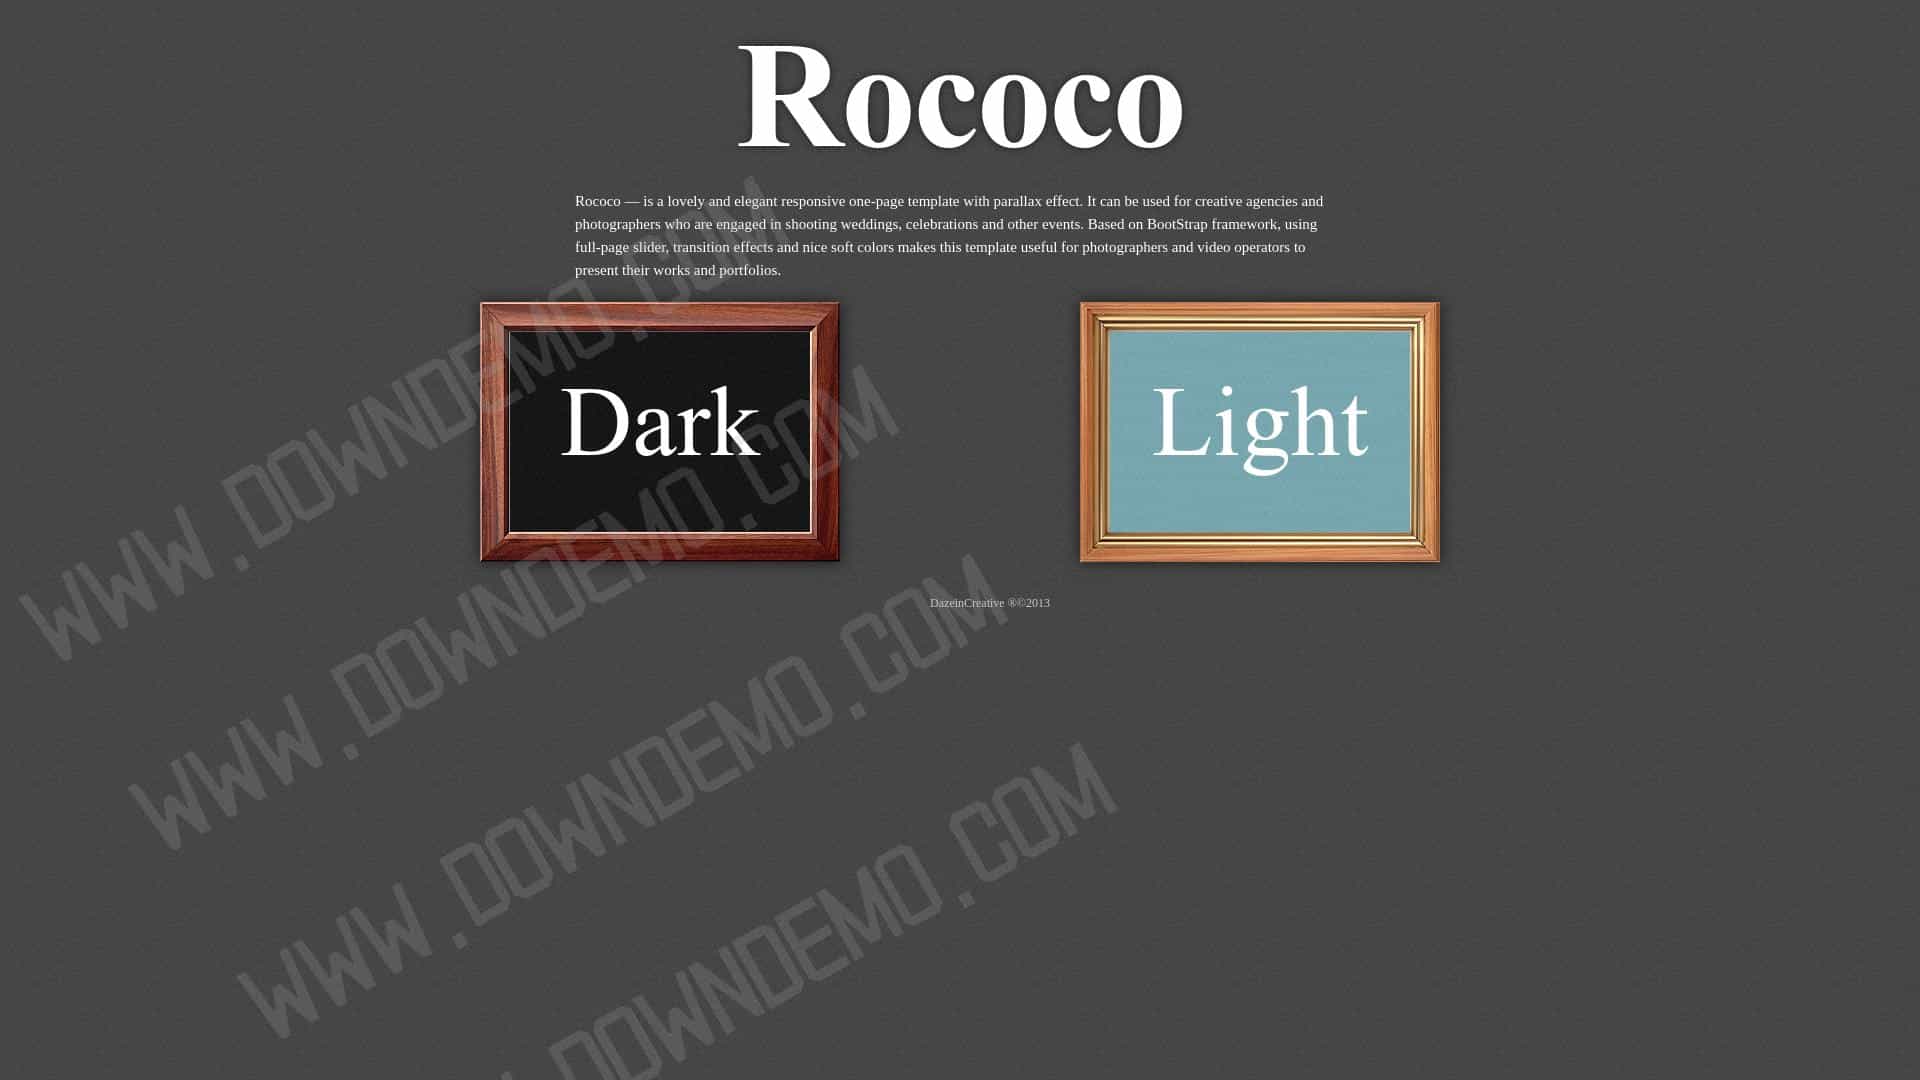 Rococo
Rococo — is a lovely and elegant responsive one-page template with parallax effect. It can be used for creative agencies and
photographers who are engaged in shooting weddings, celebrations and other events. Based on BootStrap framework, using
full-page slider, transition effects and nice soft colors makes this template useful for photographers and video operators to
present their works and portfolios.
Dark
Light
DazeinCreative ®©2013
WWW.DOWNDEMO.COM
WWW.DOWNDEMO.COM
WWW.DOWNDEMO.COM
.DOWNDEMO.COM